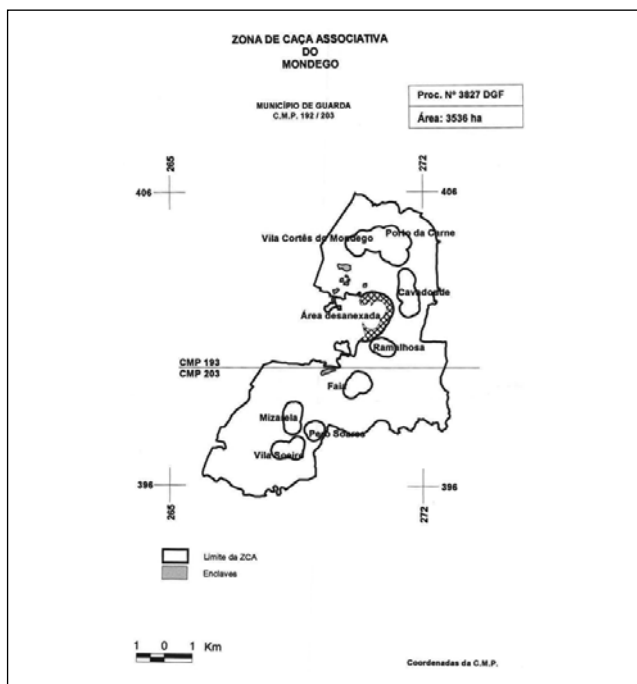 ZONA DE CAÇA ASSOCIATIVA
DO
MONDEGO
MUNICÍPIO DE GUARDA
C.M.P. 192 / 203
Proc. Nº 3827 DGF
Área: 3536 ha
265
272
406
406
Vila Cortês do Mondego
Porto da Carne
Cavadoude
Área desanexada
Ramalhosa
CMP 193
CMP 203
Faia
Mizarela
Pero Soares
Vila Soeiro
396
396
265
272
Limite da ZCA
Enclaves
1 0 1 Km
Coordenadas da C.M.P.